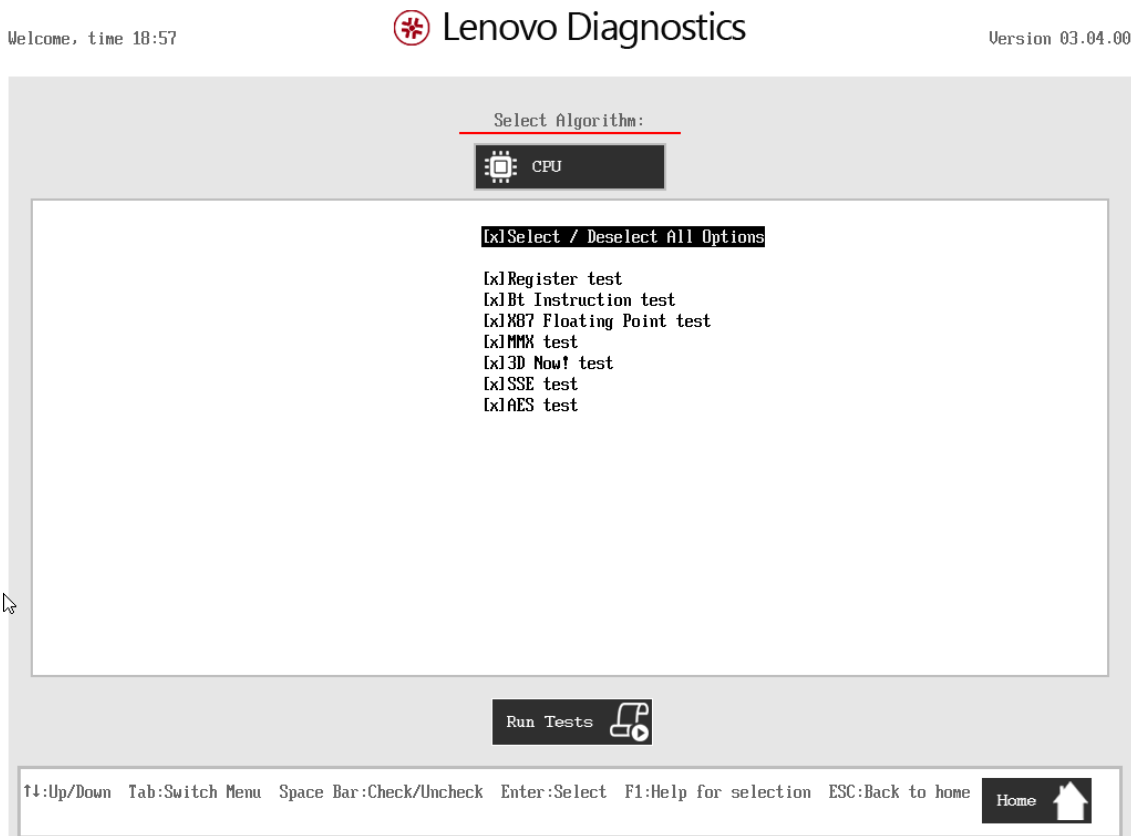 Welcome, time 18:57
Lenovo Diagnostics
Version 03.04.00
Select Algorithm:
CPU
[x]Select / Deselect All Options
[x]Register test
[x]Bt Instruction test
[x]X87 Floating Point test
[x]MMX test
[x]3D Now! test
[x]SSE test
[x]AES test
Run Tests
↑↓:Up/Down Tab:Switch Menu Space Bar:Check/Uncheck Enter:Select F1:Help for selection ESC:Back to home
Home